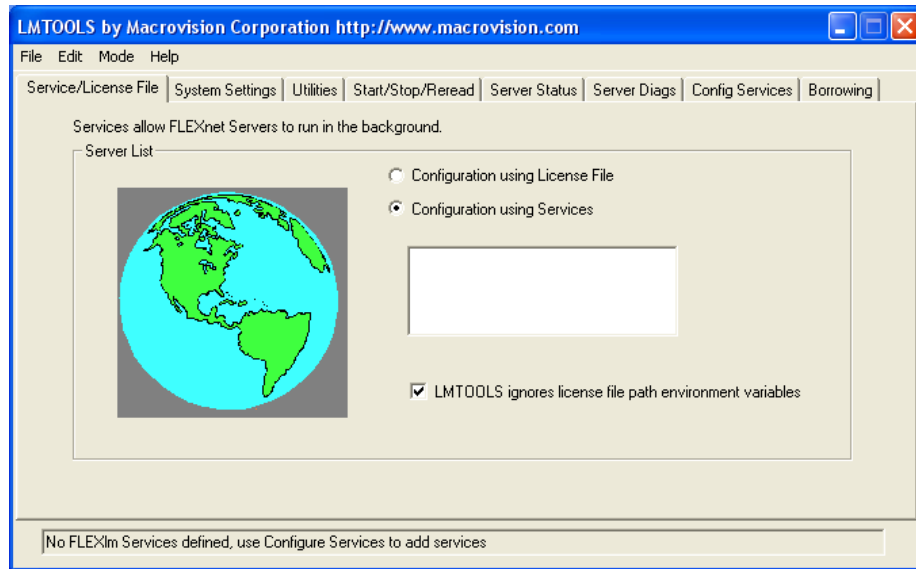 LMTOOLS by Macrovision Corporation http://www.macrovision.com
File Edit Mode Help
Service/License File System Settings Utilities Start/Stop/Reread Server Status Server Diags Config Services Borrowing
Services allow FLEXnet Servers to run in the background.
Server List
Configuration using License File
Configuration using Services
LMTOOLS ignores license file path environment variables
No FLEXlm Services defined, use Configure Services to add services